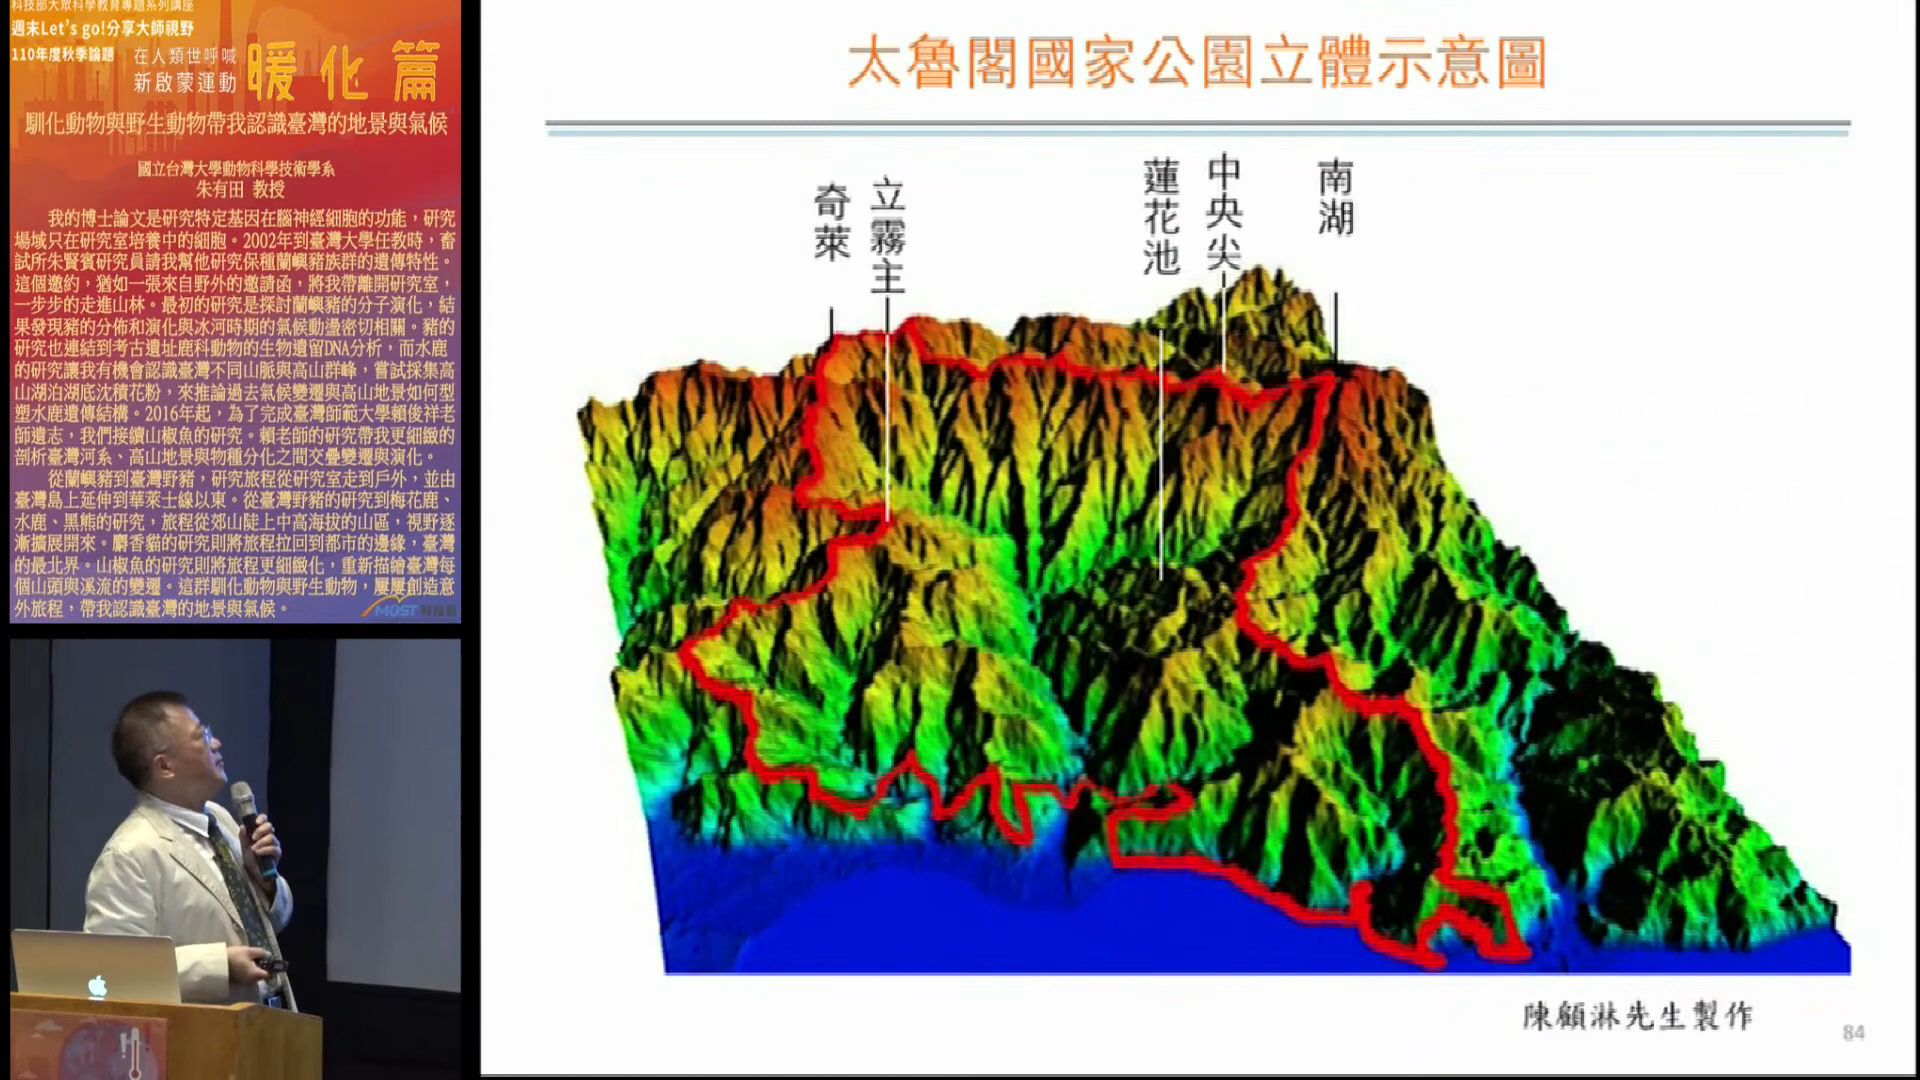 科技部大眾科學教育專題系列講座
週末Let's go!分享大師視野
110年度秋季論題
在人類世呼喊
新啟蒙運動
暖化篇
馴化動物與野生動物帶我認識臺灣的地景與氣候
國立台灣大學動物科學技術學系
朱有田 教授
我的博士論文是研究特定基因在腦神經細胞的功能，研究
場域只在研究室培養中的細胞。2002年到臺灣大學任教時，畜
試所朱賢賓研究員請我幫他研究保種蘭嶼豬族群的遺傳特性。
這個邀約，猶如一張來自野外的邀請函，將我帶離開研究室，
一步步的走進山林。最初的研究是探討蘭嶼豬的分子演化，結
果發現豬的分佈和演化與冰河時期的氣候動盪密切相關。豬的
研究也連結到考古遺址鹿科動物的生物遺留DNA分析，而水鹿
的研究讓我有機會認識臺灣不同山脈與高山群峰，嘗試採集高
山湖泊湖底沈積花粉，來推論過去氣候變遷與高山地景如何型
塑水鹿遺傳結構。2016年起，為了完成臺灣師範大學賴俊祥老
師遺志，我們接續山椒魚的研究。賴老師的研究帶我更細緻的
剖析臺灣河系、高山地景與物種分化之間交疊變遷與演化。
從蘭嶼豬到臺灣野豬，研究旅程從研究室走到戶外，並由
臺灣島上延伸到華萊士線以東。從臺灣野豬的研究到梅花鹿、
水鹿、黑熊的研究，旅程從郊山陡上中高海拔的山區，視野逐
漸擴展開來。麝香貓的研究則將旅程拉回到都市的邊緣，臺灣
的最北界。山椒魚的研究則將旅程更細緻化，重新描繪臺灣每
個山頭與溪流的變遷。這群馴化動物與野生動物，屢屢創造意
外旅程，帶我認識臺灣的地景與氣候。
MOST 科技部
太魯閣國家公園立體示意圖
奇萊
立霧主
蓮花池
中央尖
南湖
陳顧淋先生製作
84